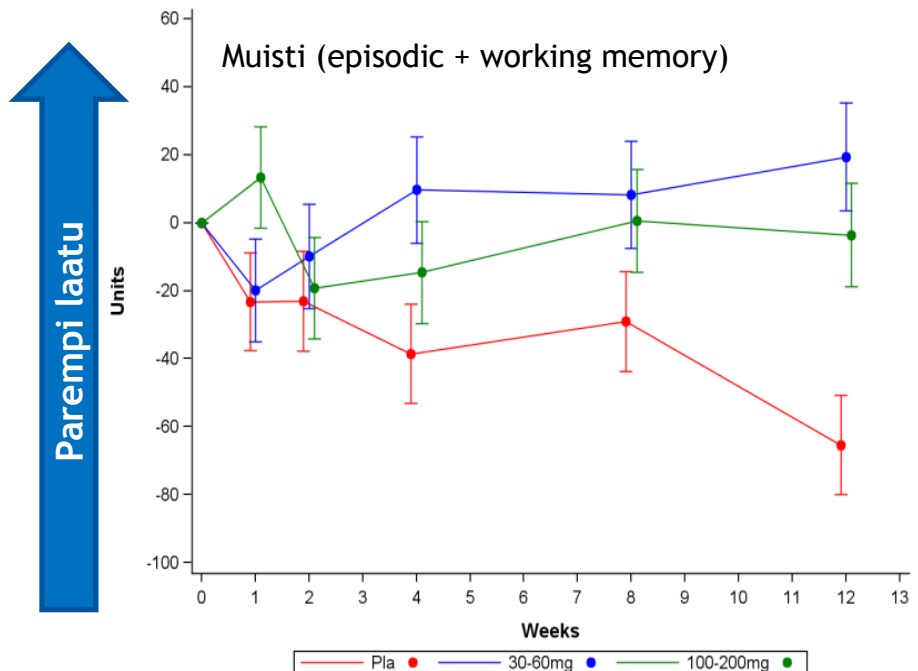 Muisti (episodic + working memory)
Parempi laatu
Units
60
40
20
0
-20
-40
-60
-80
-100
0 1 2 3 4 5 6 7 8 9 10 11 12 13
Weeks
Pla 30-60mg 100-200mg